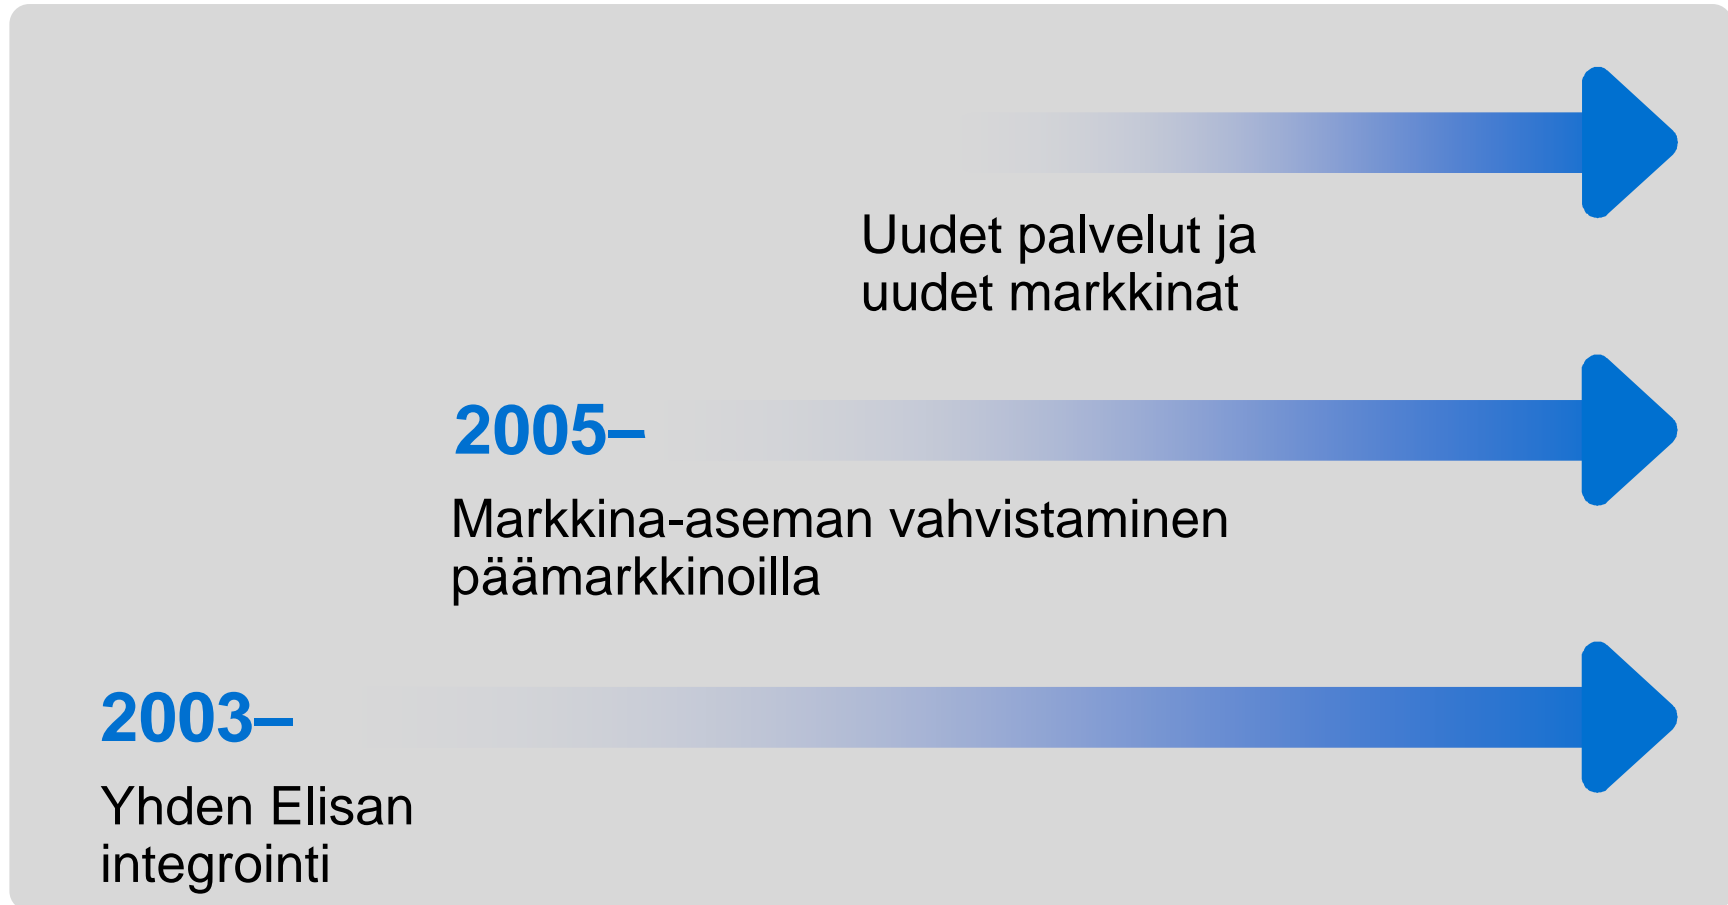 Uudet palvelut ja
uudet markkinat
2005–
Markkina-aseman vahvistaminen
päämarkkinoilla
2003–
Yhden Elisan
integrointi